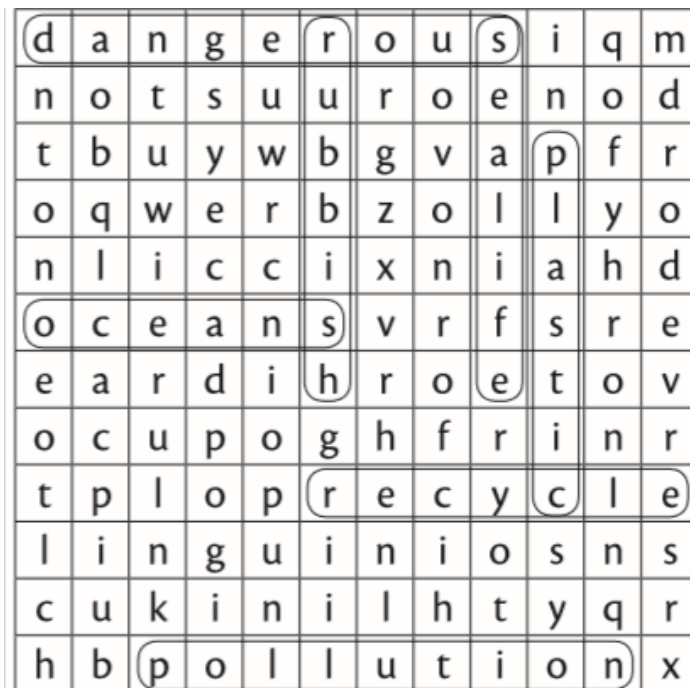 d a n g e r o u s i q m
n o t s u u r o e n o d
t b u y w b g v a p f r
o q w e r b z o l l y o
n l i c c i x n i a h d
o c e a n s v r f s r e
e a r d i h r o e t o v
o c u p o g h f r i n r
t p l o p r e c y c l e
l i n g u i n i o s n s
c u k i n i l h t y q r
h b p o l l u t i o n x